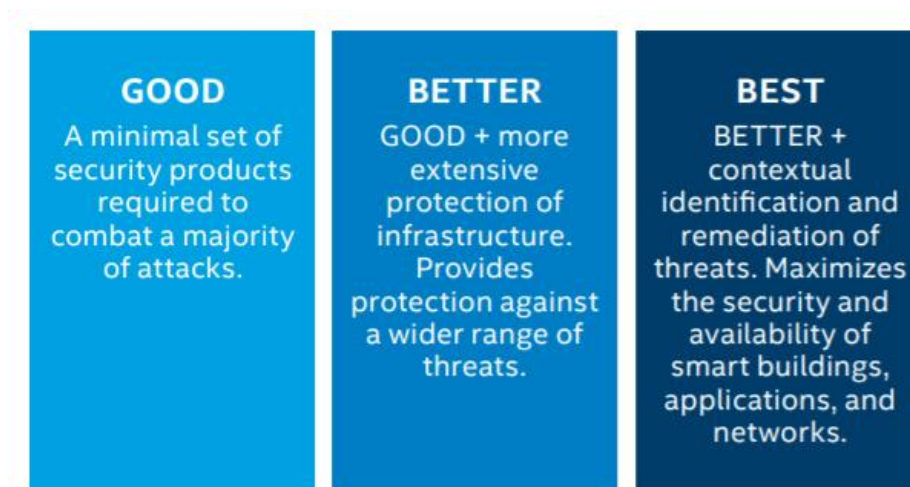 GOOD
A minimal set of
security products
required to
combat a majority
of attacks.
BETTER
GOOD + more
extensive
protection of
infrastructure.
Provides
protection against
a wider range of
threats.
BEST
BETTER +
contextual
identification and
remediation of
threats. Maximizes
the security and
availability of
smart buildings,
applications, and
networks.